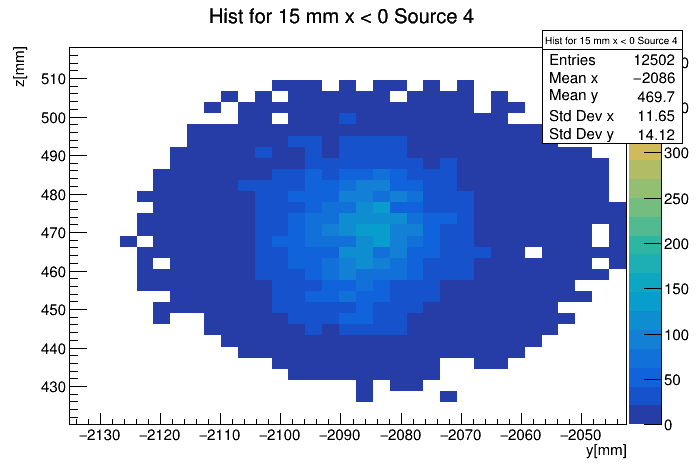 Hist for 15 mm x < 0 Source 4
z[mm]
Hist for 15 mm x < 0 Source 4
Entries 12502
Mean x −2086
Mean y 469.7
Std Dev x 11.65
Std Dev y 14.12
510
500
490
480
470
460
450
440
430
0
0
300
250
200
150
100
50
0
−2130 −2120 −2110 −2100 −2090 −2080 −2070 −2060 −2050
y[mm]